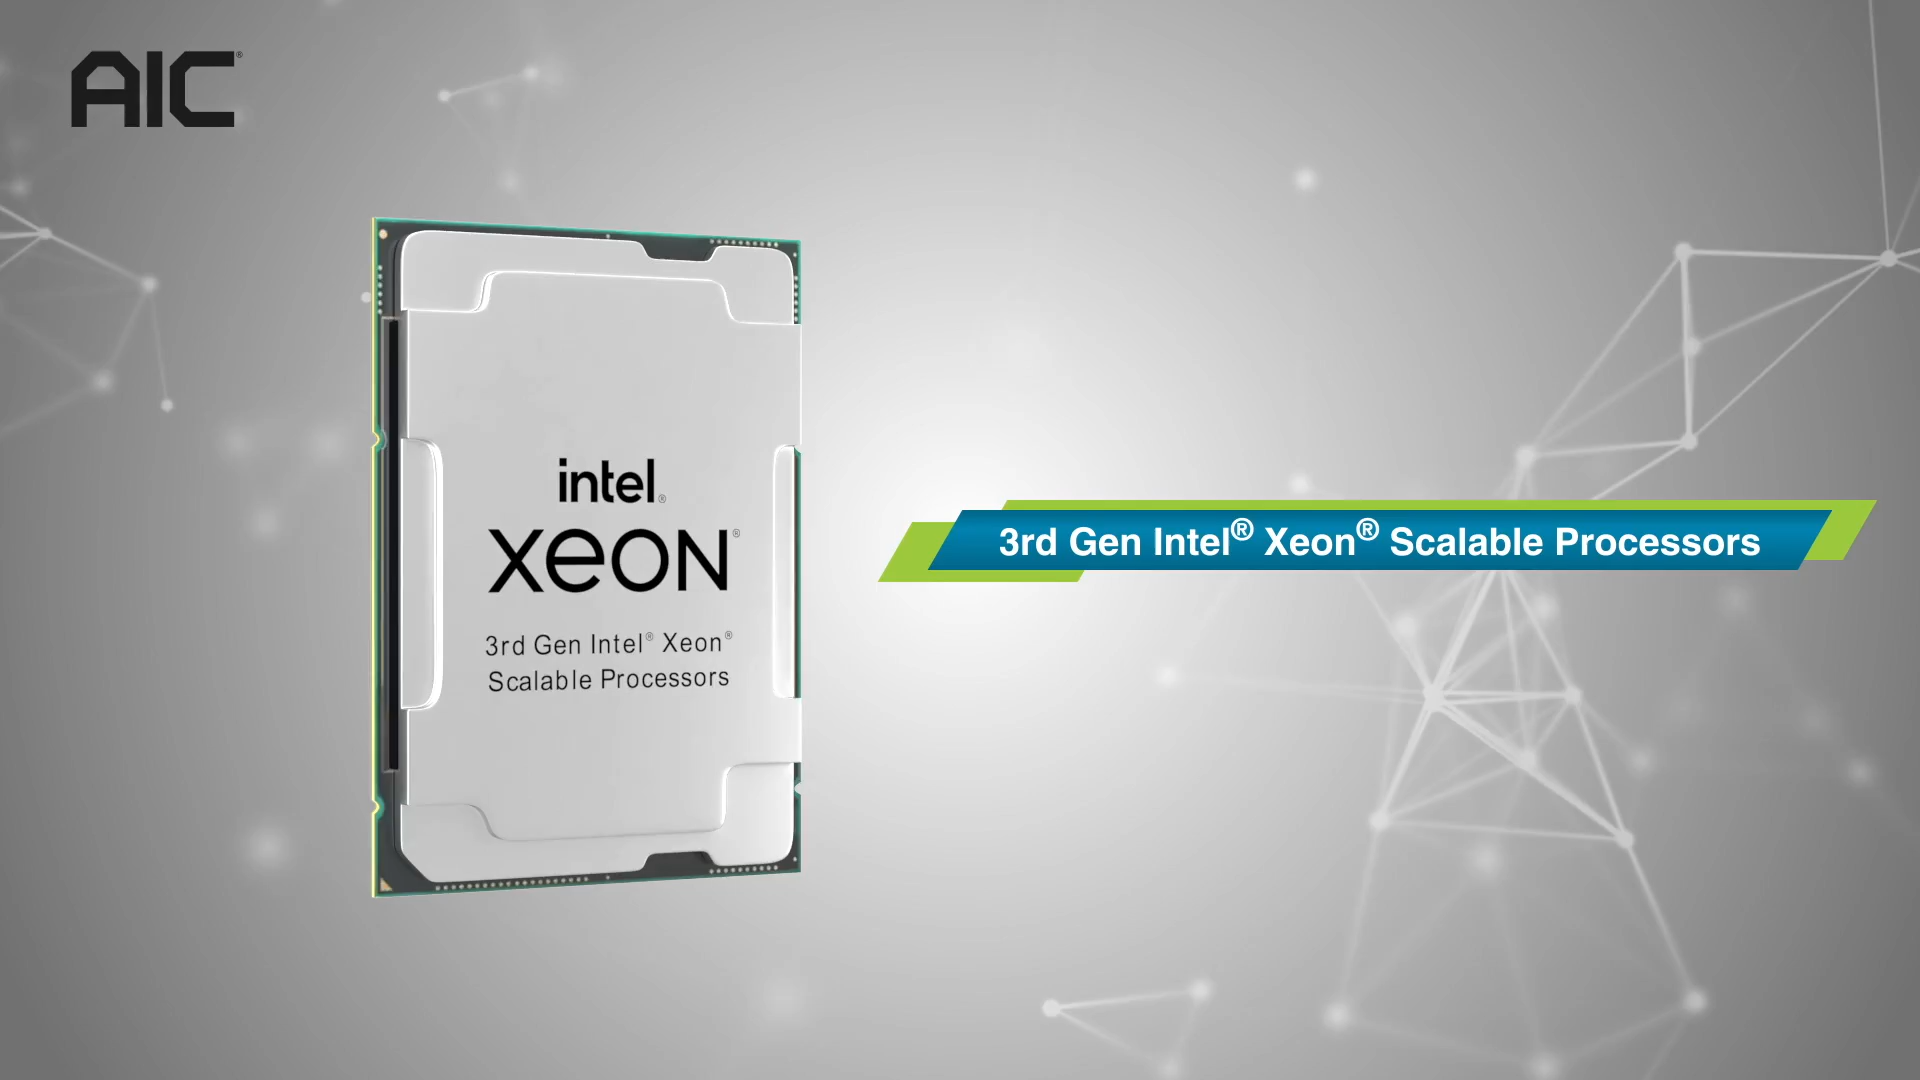 AIC®
intel®
xeon®
3rd Gen Intel® Xeon®
Scalable Processors
3rd Gen Intel® Xeon® Scalable Processors